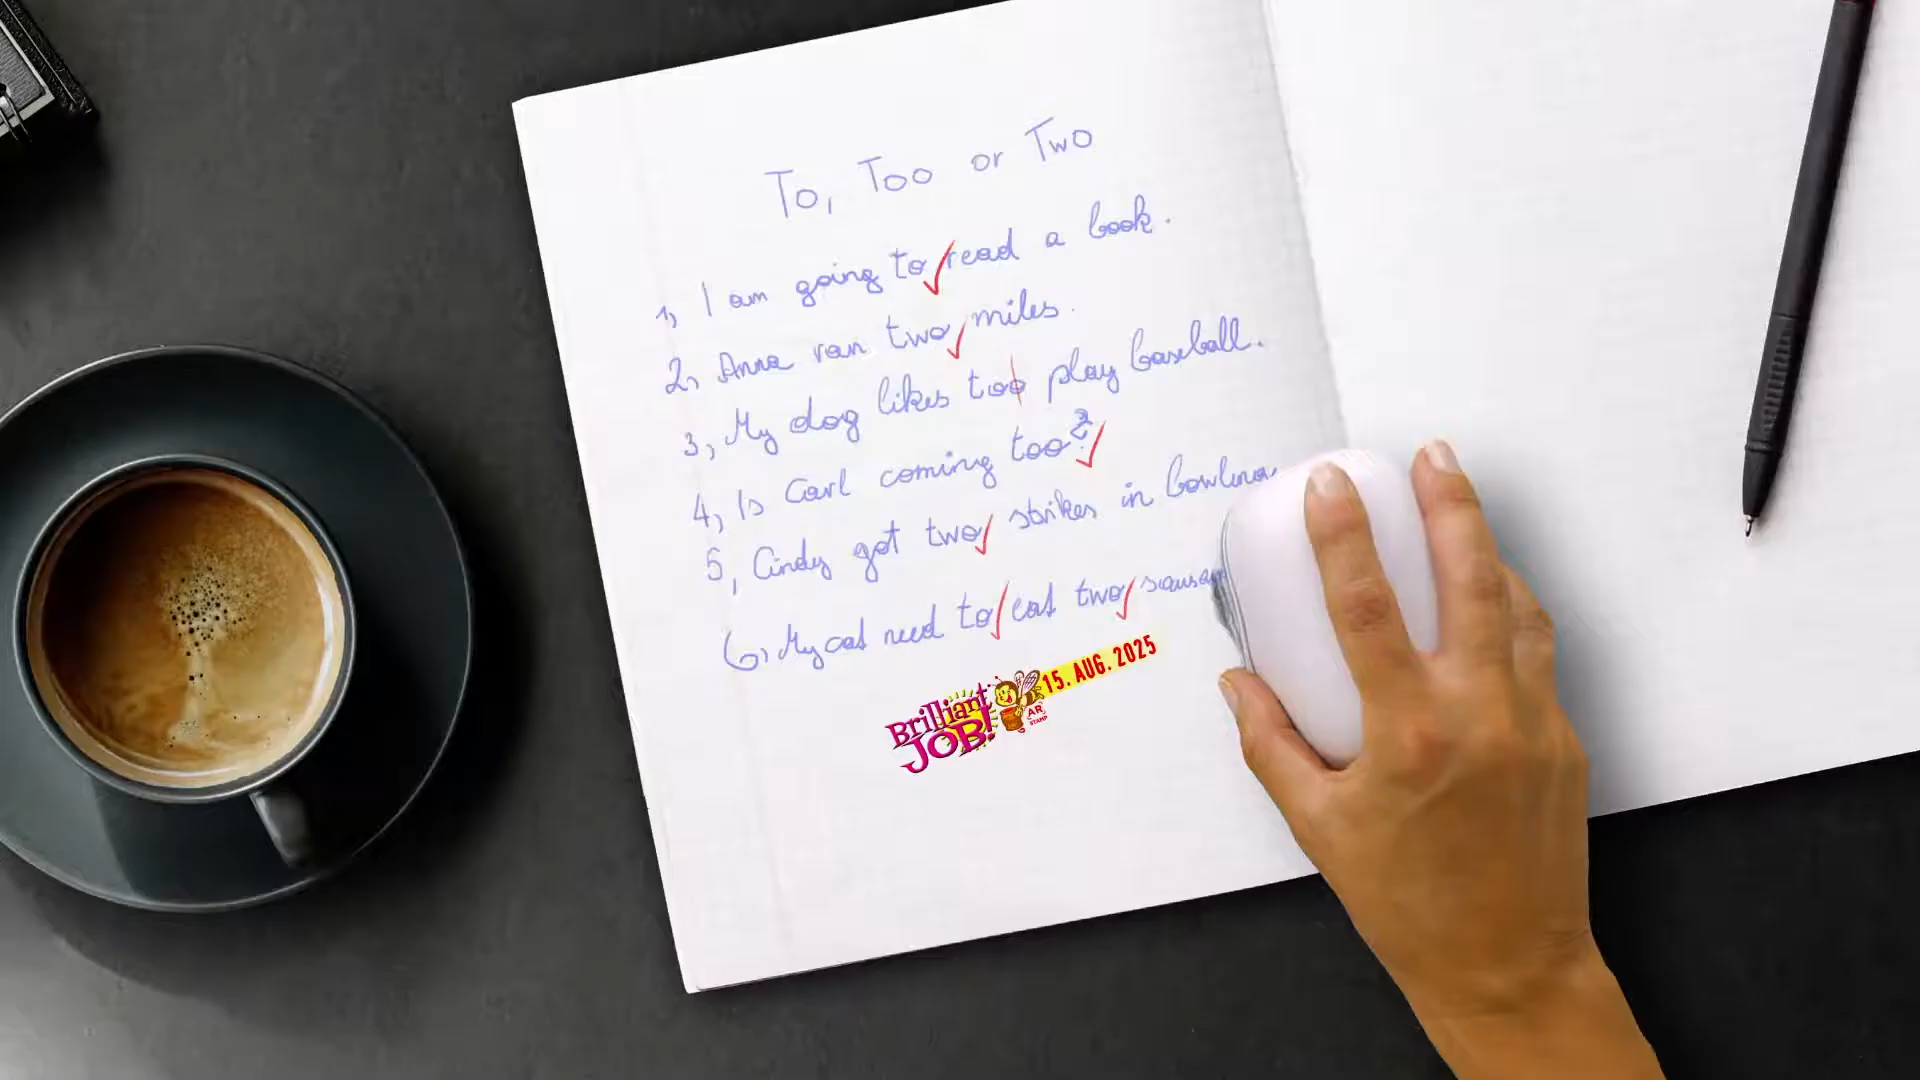 To, Too or Two
1, I am going to read a book.
2, Anna ran two miles.
3, My dog likes too play baseball.
4, Is Carl coming too?
5, Cindy got two strikes in bowling
6, My cat need to eat two
Brilliant JOB!
15. AUG. 2025
AR
STAMP